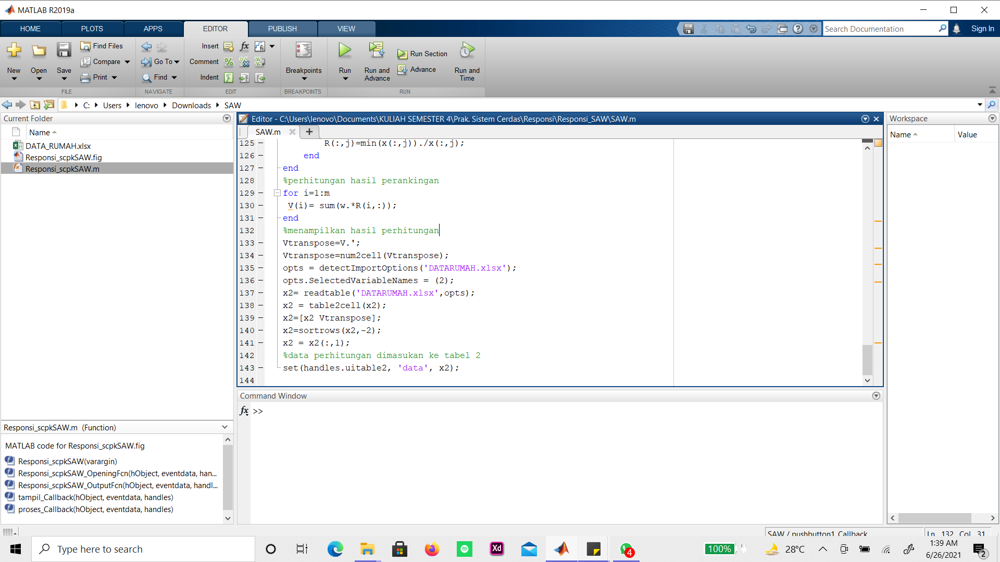 MATLAB R2019a
HOME PLOTS APPS EDITOR PUBLISH VIEW
Search Documentation
Sign In
New
Open
Save
Find Files
Compare
Print
FILE
Go To
Find
NAVIGATE
Insert
Comment
Indent
EDIT
Breakpoints
BREAKPOINTS
Run
Run and
Advance
Run Section
Advance
Run and
Time
RUN
C: Users lenovo Downloads SAW
Current Folder
Name
DATA_RUMAH.xlsx
Responsi_scpkSAW.fig
Responsi_scpkSAW.m
Responsi_scpkSAW.m (Function)
MATLAB code for Responsi_scpkSAW.fig
Responsi_scpkSAW(varargin)
Responsi_scpkSAW_OpeningFcn(hObject, eventdata, han...
Responsi_scpkSAW_OutputFcn(hObject, eventdata, handl...
tampil_Callback(hObject, eventdata, handles)
proses_Callback(hObject, eventdata, handles)
Editor - C:\Users\lenovo\Documents\KULIAH SEMESTER 4\Prak. Sistem Cerdas\Responsi\Responsi_SAW\SAW.m
SAW.m
125 – R(:,j)=min(x(:,j))./x(:,j);
126 – end
127 – end
128 %perhitungan hasil perankingan
129 – for i=1:m
130 – V(i)= sum(w.*R(i,:));
131 – end
132 %menampilkan hasil perhitungan
133 – Vtranspose=V.';
134 – Vtranspose=num2cell(Vtranspose);
135 – opts = detectImportOptions('DATARUMAH.xlsx');
136 – opts.SelectedVariableNames = (2);
137 – x2= readtable('DATARUMAH.xlsx',opts);
138 – x2 = table2cell(x2);
139 – x2=[x2 Vtranspose];
140 – x2=sortrows(x2,-2);
141 – x2 = x2(:,1);
142 %data perhitungan dimasukan ke tabel 2
143 – set(handles.uitable2, 'data', x2);
144
Command Window
fx >>
Workspace
Name Value
SAW / pushbutton1_Callback
Ln 132 Col 31
Type here to search
Xd
4
100%
28°C
1:39 AM
6/26/2021
2